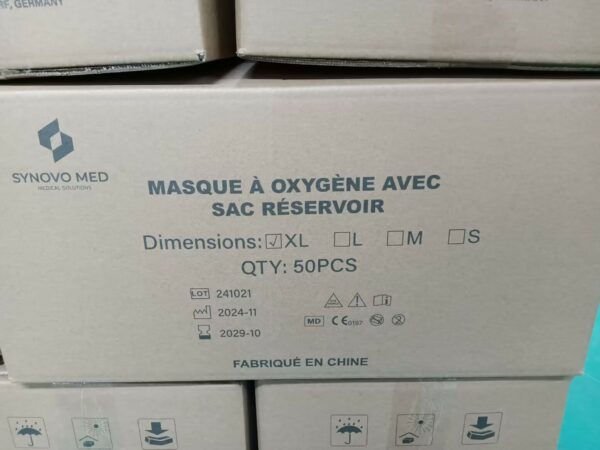 RF, GERMANY
SYNOVO MED
MEDICAL SOLUTIONS
MASQUE À OXYGÈNE AVEC
SAC RÉSERVOIR
Dimensions: ☑XL ☐L ☐M ☐S
QTY: 50PCS
LOT 241021
2024-11
2029-10
MD CE0197
FABRIQUÉ EN CHINE